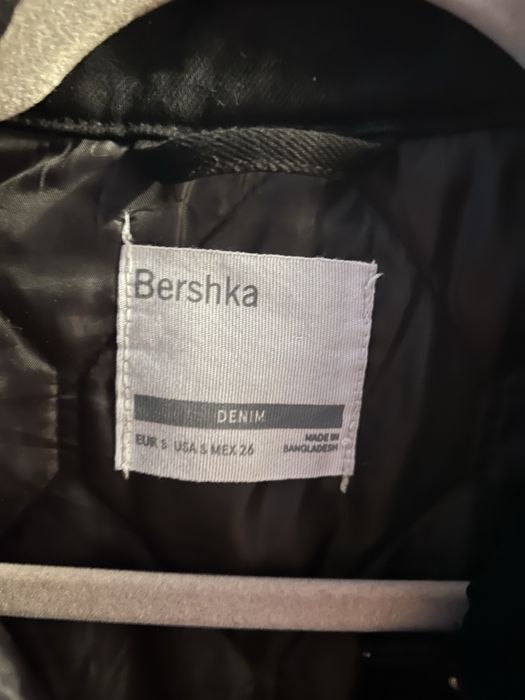 Bershka
DENIM
EUR S USA S MEX 26
MADE IN
BANGLADESH